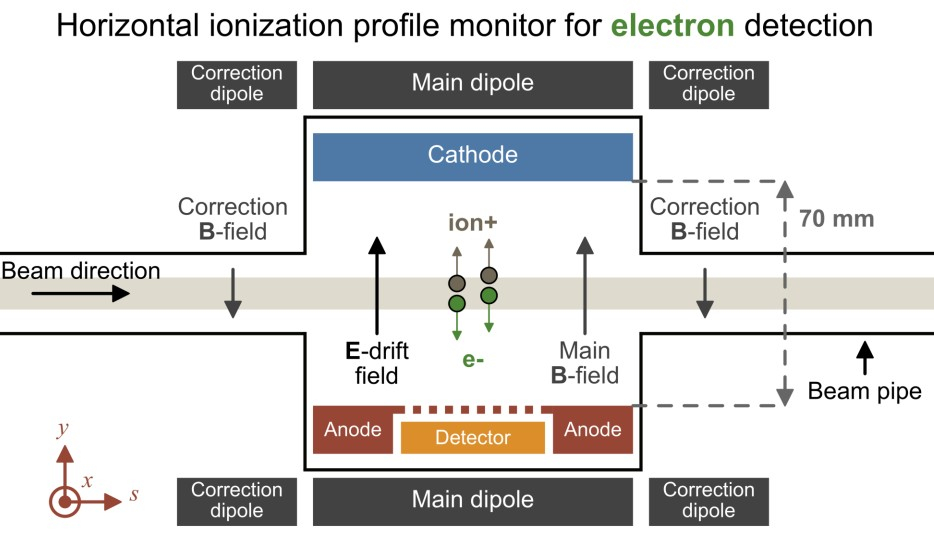 Horizontal ionization profile monitor for electron detection
Correction
dipole
Main dipole
Correction
dipole
Cathode
Correction
B-field
ion+
Correction
B-field
70 mm
Beam direction
E-drift
field
e-
Main
B-field
Beam pipe
Anode
Detector
Anode
y
x
s
Correction
dipole
Main dipole
Correction
dipole